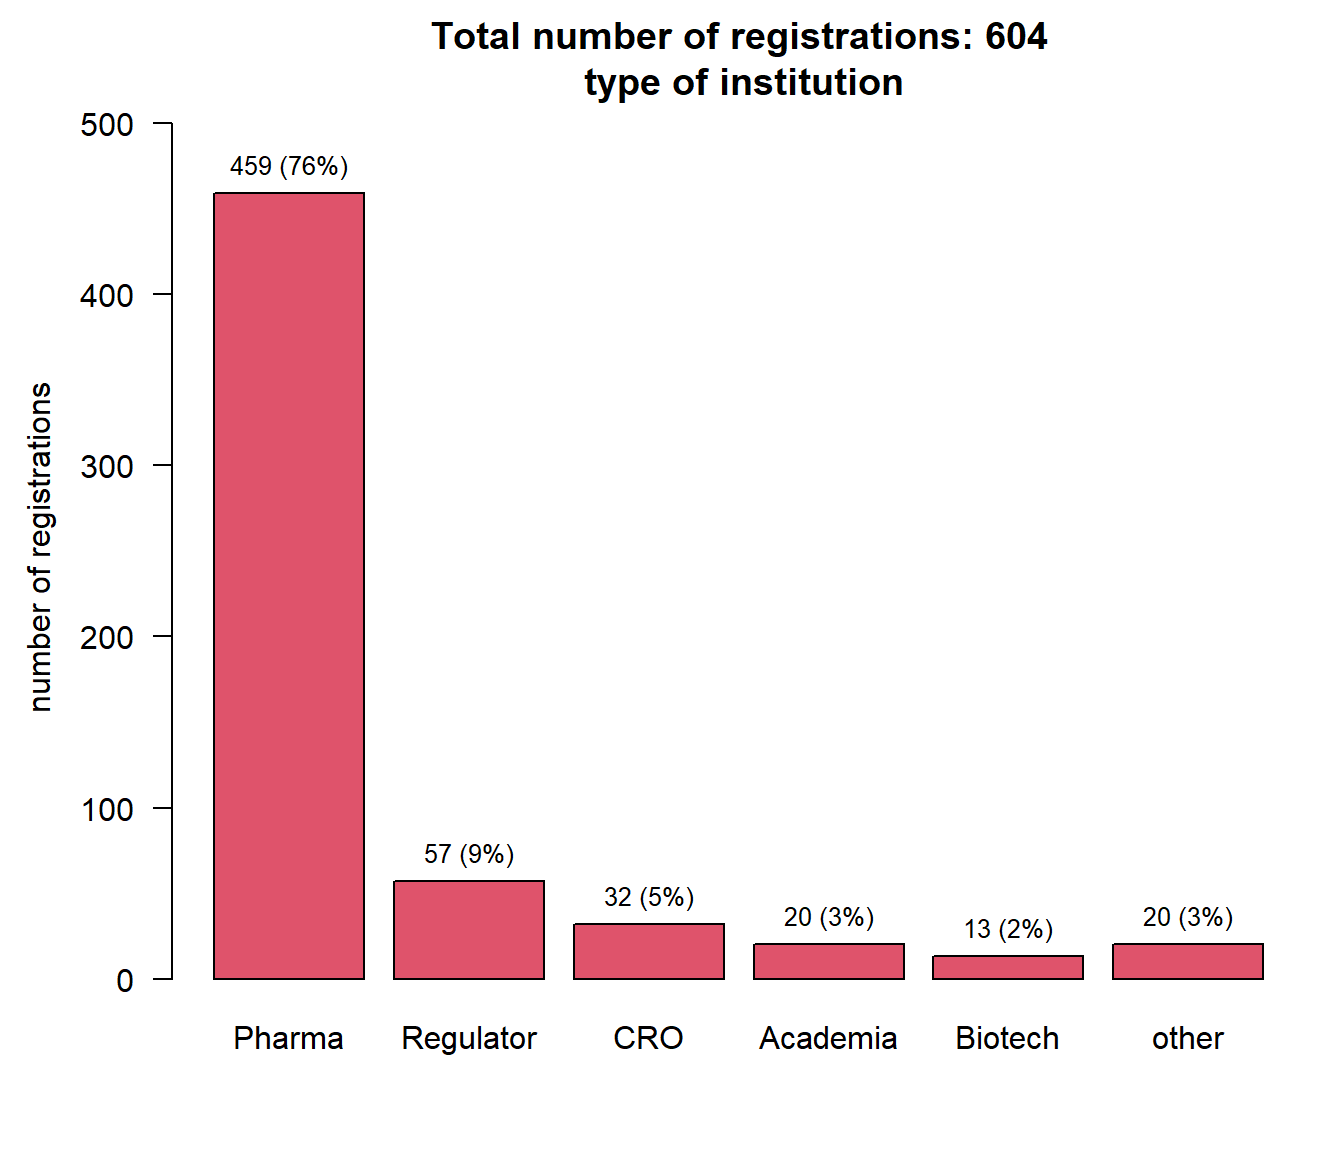 Total number of registrations: 604
type of institution
number of registrations
500
400
300
200
100
0
459 (76%)
57 (9%)
32 (5%)
20 (3%)
13 (2%)
20 (3%)
Pharma
Regulator
CRO
Academia
Biotech
other